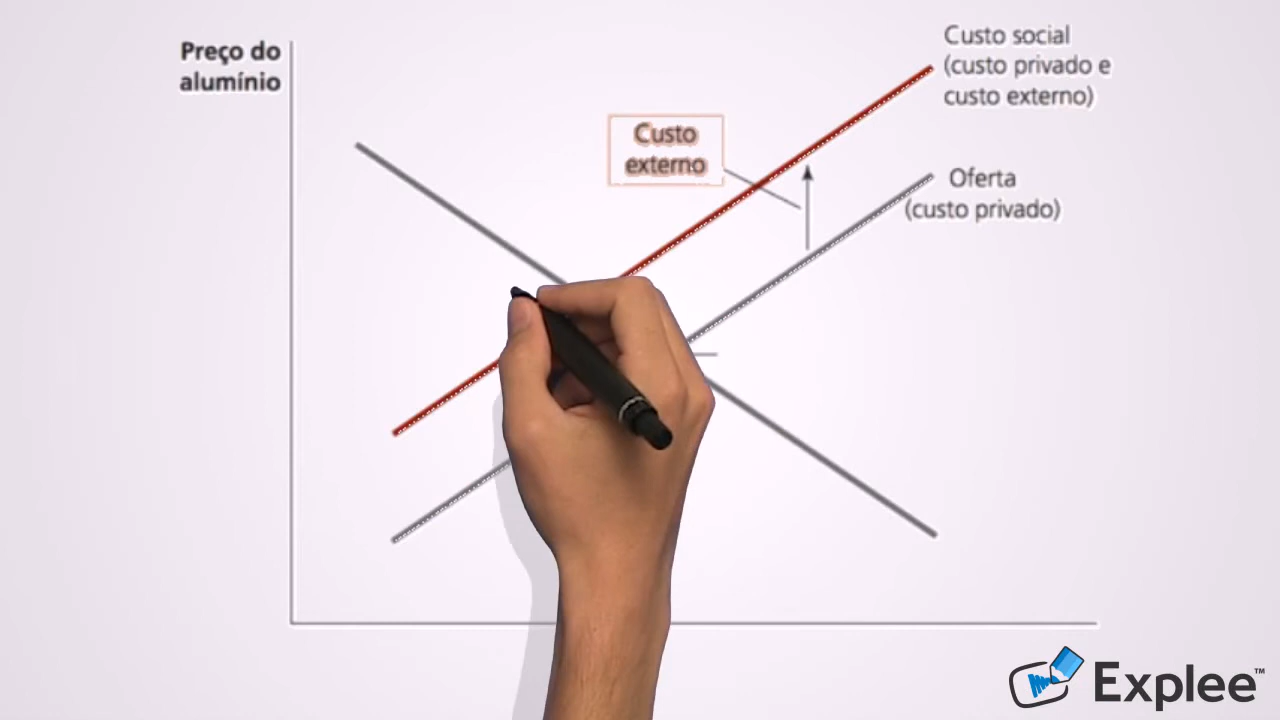 Preço do
alumínio
Custo social
(custo privado e
custo externo)
Custo
externo
Oferta
(custo privado)
Explee™